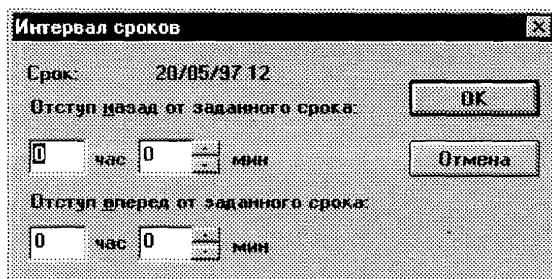 Интервал сроков
Срок: 20/05/97 12
Отступ назад от заданного срока:
OK
0 час 0 мин
Отмена
Отступ вперед от заданного срока:
0 час 0 мин